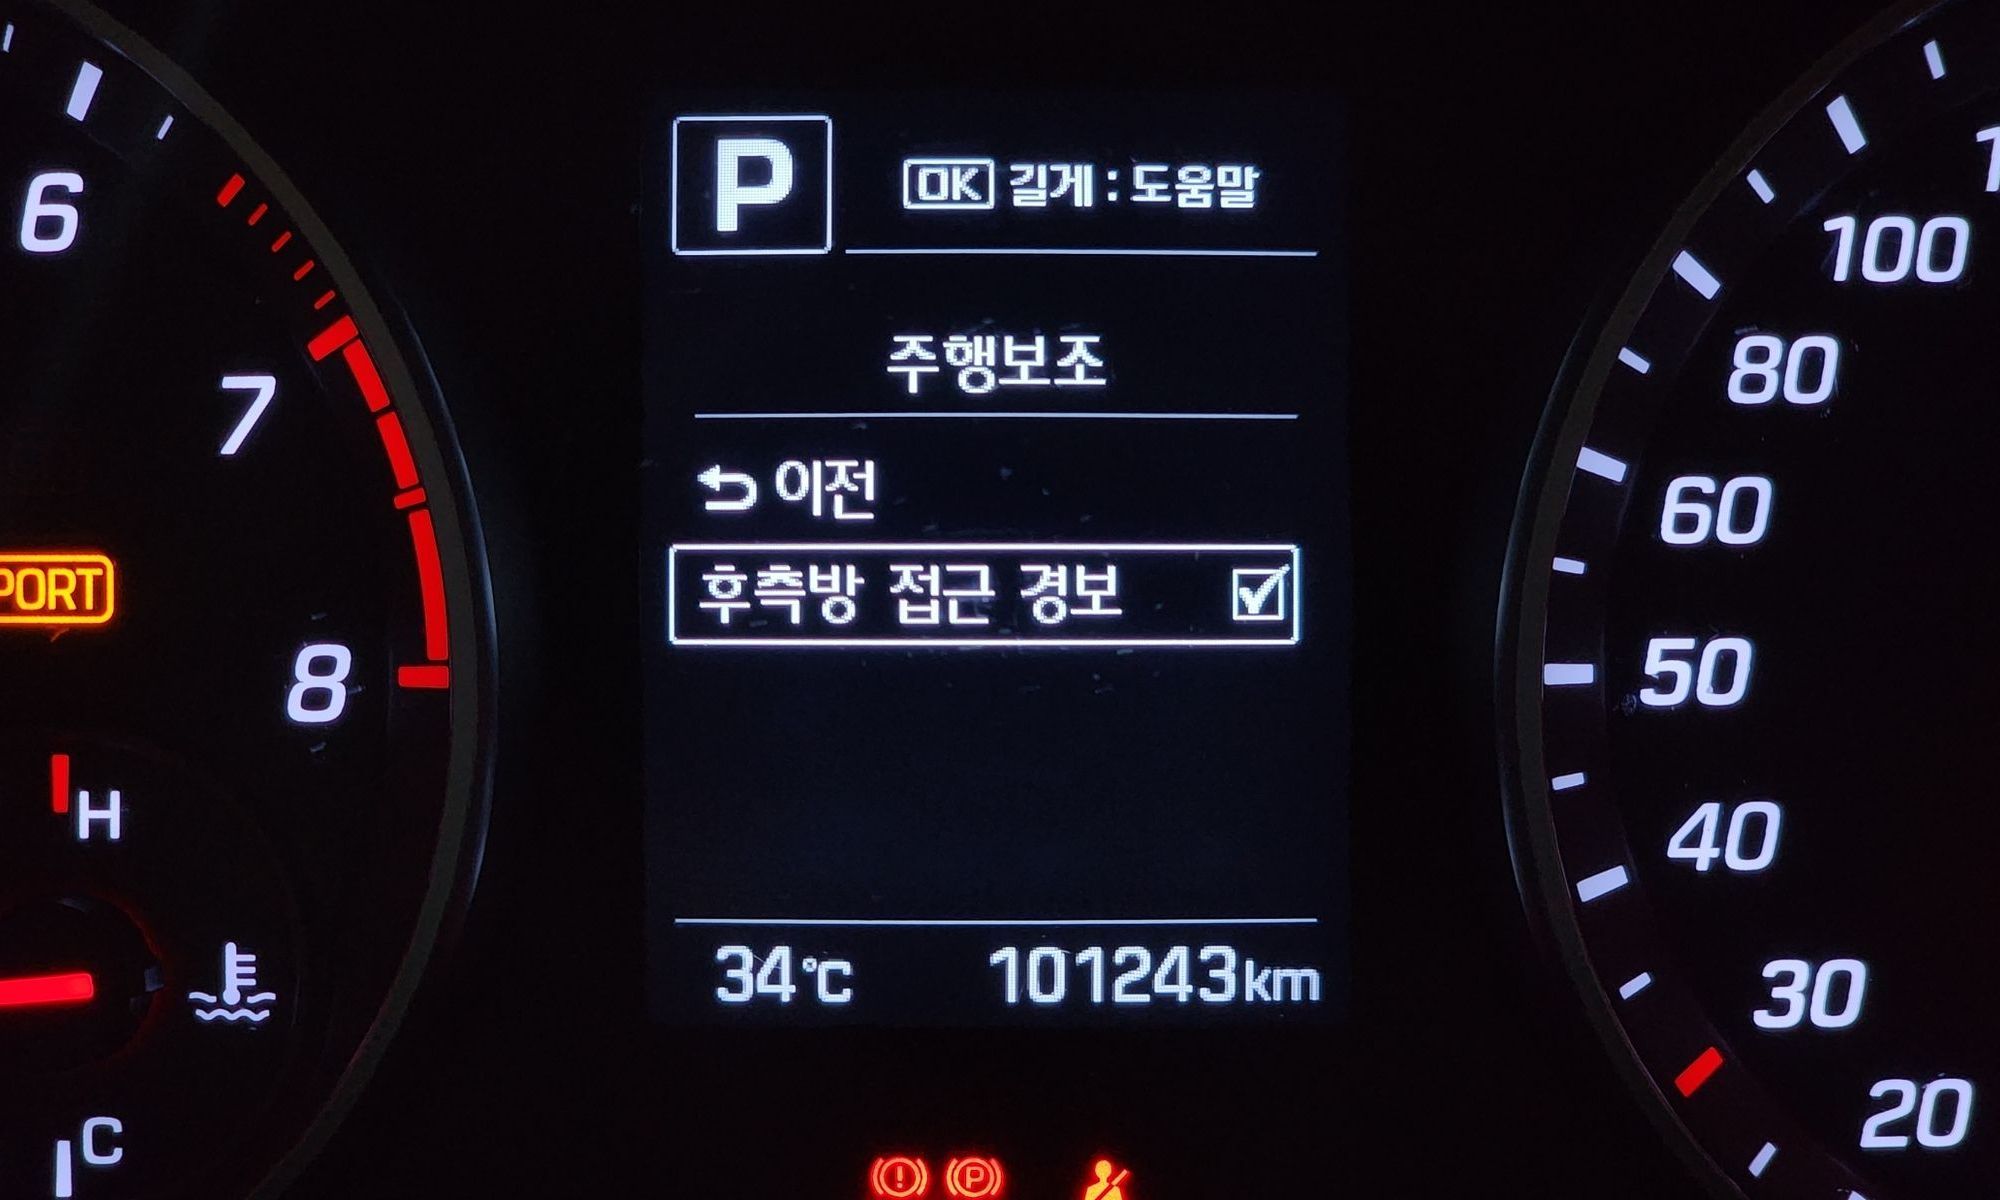 P
OK 길게 : 도움말
주행보조
이전
후측방 접근 경보
34℃ 101243km
6
7
8
PORT
H
C
100
80
60
50
40
30
20
P